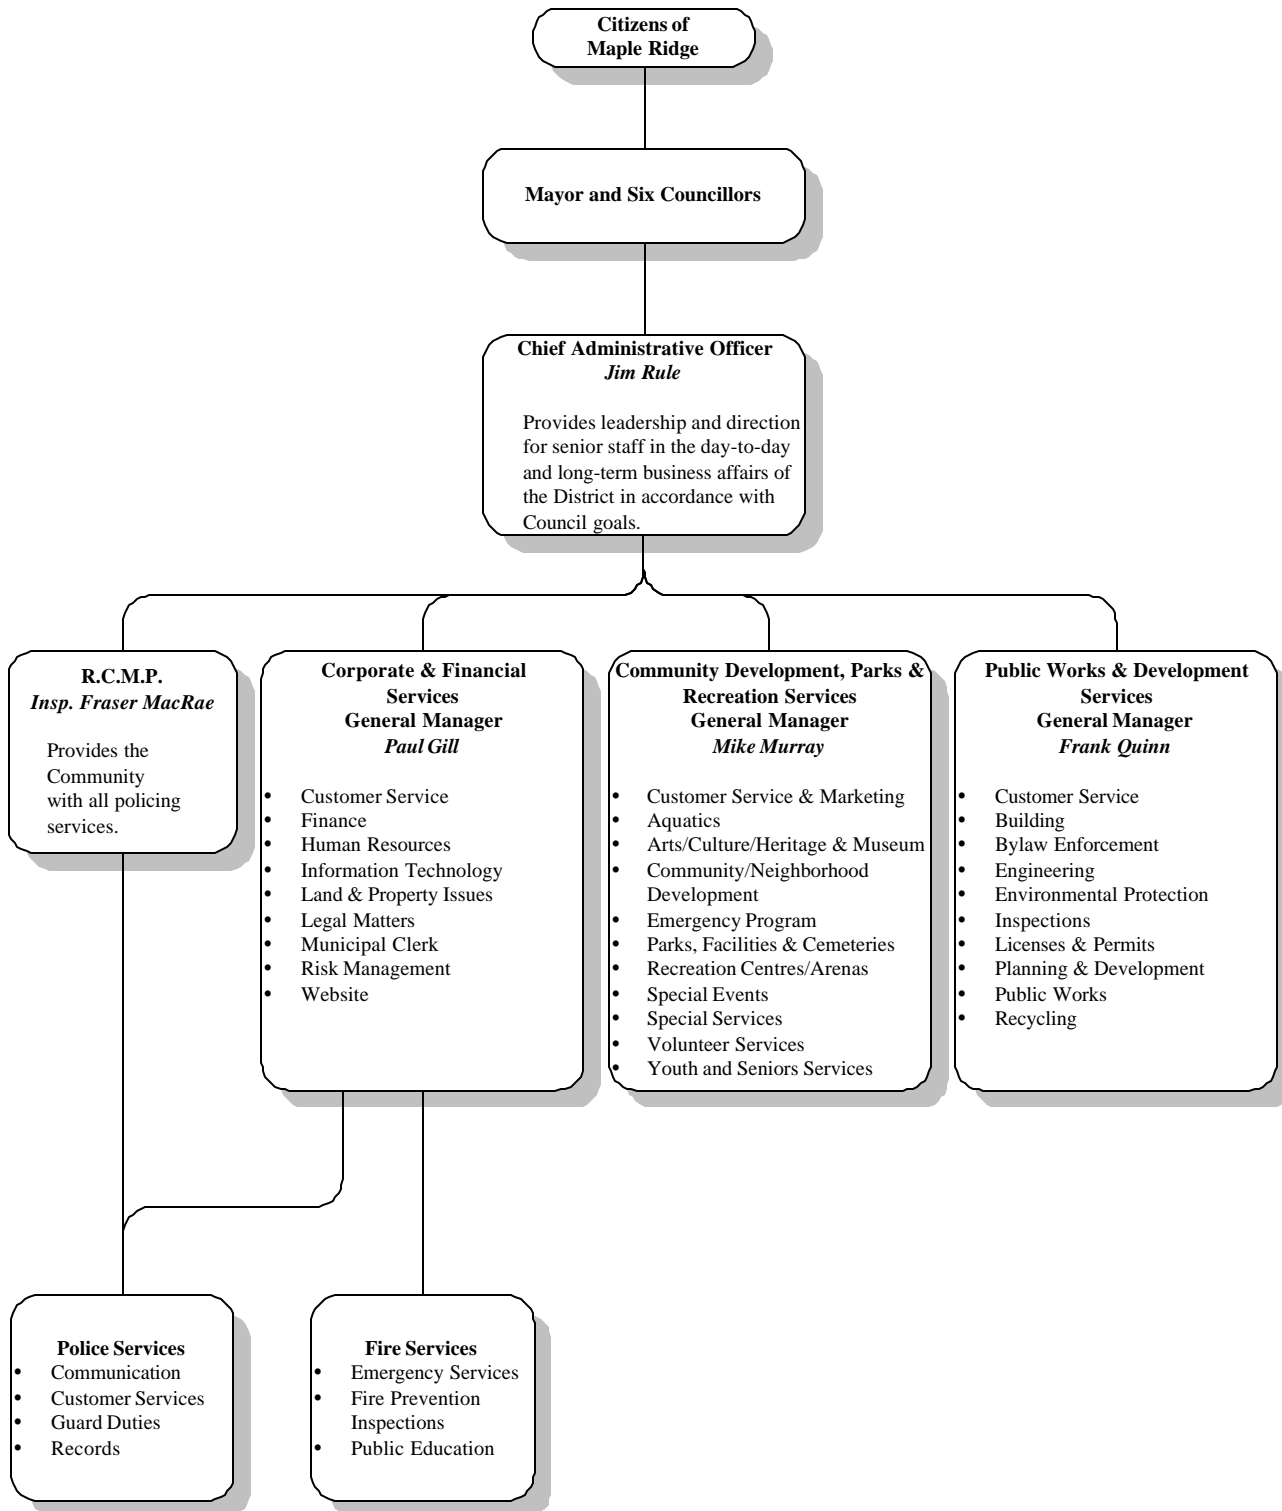 Citizens of
Maple Ridge
Mayor and Six Councillors
Chief Administrative Officer
Jim Rule
Provides leadership and direction
for senior staff in the day-to-day
and long-term business affairs of
the District in accordance with
Council goals.
R.C.M.P.
Insp. Fraser MacRae
Provides the
Community
with all policing
services.
Corporate & Financial
Services
General Manager
Paul Gill
• Customer Service
• Finance
• Human Resources
• Information Technology
• Land & Property Issues
• Legal Matters
• Municipal Clerk
• Risk Management
• Website
Community Development, Parks &
Recreation Services
General Manager
Mike Murray
• Customer Service & Marketing
• Aquatics
• Arts/Culture/Heritage & Museum
• Community/Neighborhood
Development
• Emergency Program
• Parks, Facilities & Cemeteries
• Recreation Centres/Arenas
• Special Events
• Special Services
• Volunteer Services
• Youth and Seniors Services
Public Works & Development
Services
General Manager
Frank Quinn
• Customer Service
• Building
• Bylaw Enforcement
• Engineering
• Environmental Protection
• Inspections
• Licenses & Permits
• Planning & Development
• Public Works
• Recycling
Police Services
• Communication
• Customer Services
• Guard Duties
• Records
Fire Services
• Emergency Services
• Fire Prevention
Inspections
• Public Education